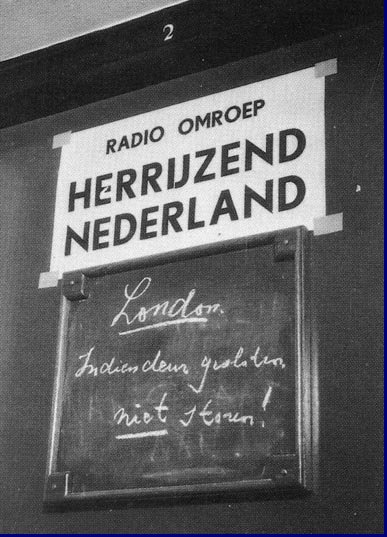 2
RADIO OMROEP
HERRIJZEND
NEDERLAND
London.
Indien deur gesloten
niet storen!